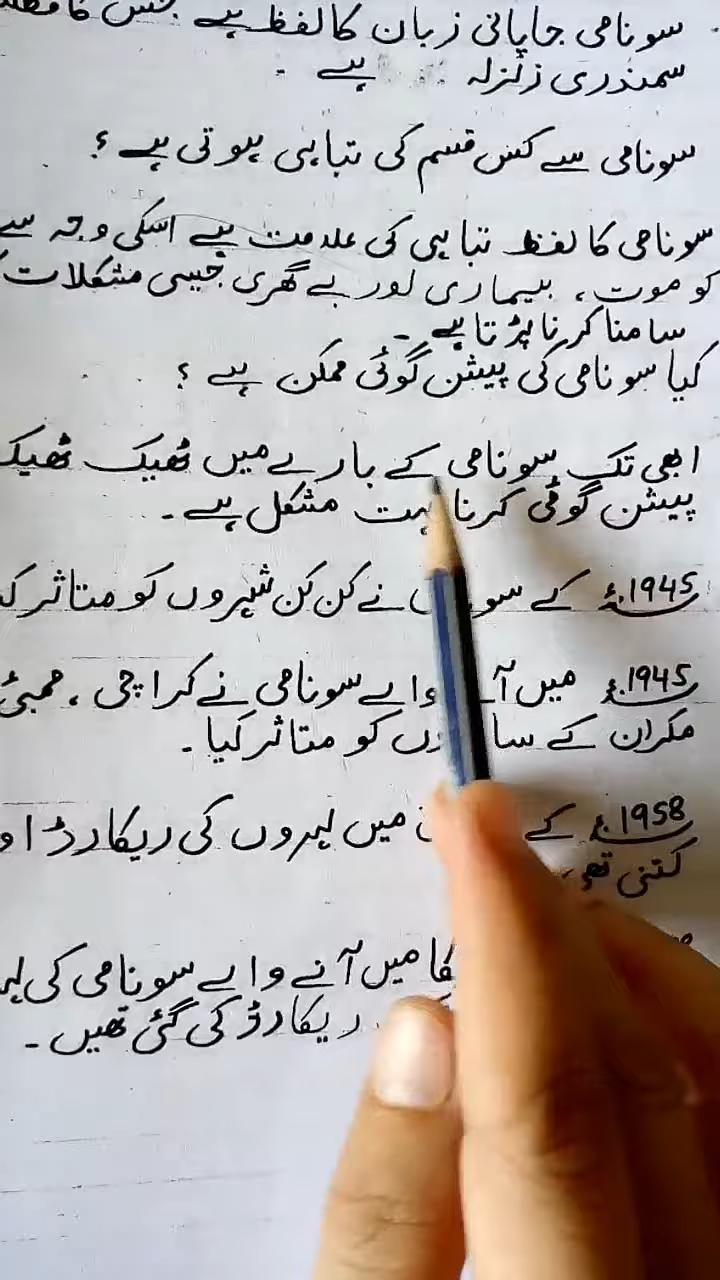 سونامی جاپانی زبان کا لفظ ہے جس کا
سمندری زلزلہ ہے ۔
سونامی سے کس قسم کی تباہی ہوتی ہے ؟
سونامی کا لفظ تباہی کی علامت ہے اسکی وجہ سے
کو موت ، بیماری اور بے گھری جیسی مشکلات
سامنا کرنا پڑتا ہے ۔
کیا سونامی کی پیشن گوئی ممکن ہے ؟
ابھی تک سونامی کے بارے میں ٹھیک ٹھیک
پیشن گوئی کرنا مشکل ہے ۔
1945ء کے نے کن کن شہروں کو متاثر
1945ء میں سونامی نے کراچی ، ممبئی
مکران کے کو متاثر کیا ۔
1958ء کے میں لہروں کی ریکارڈ
کتنی تھی
میں آنے والے سونامی کی
ریکارڈ کی گئی تھیں ۔